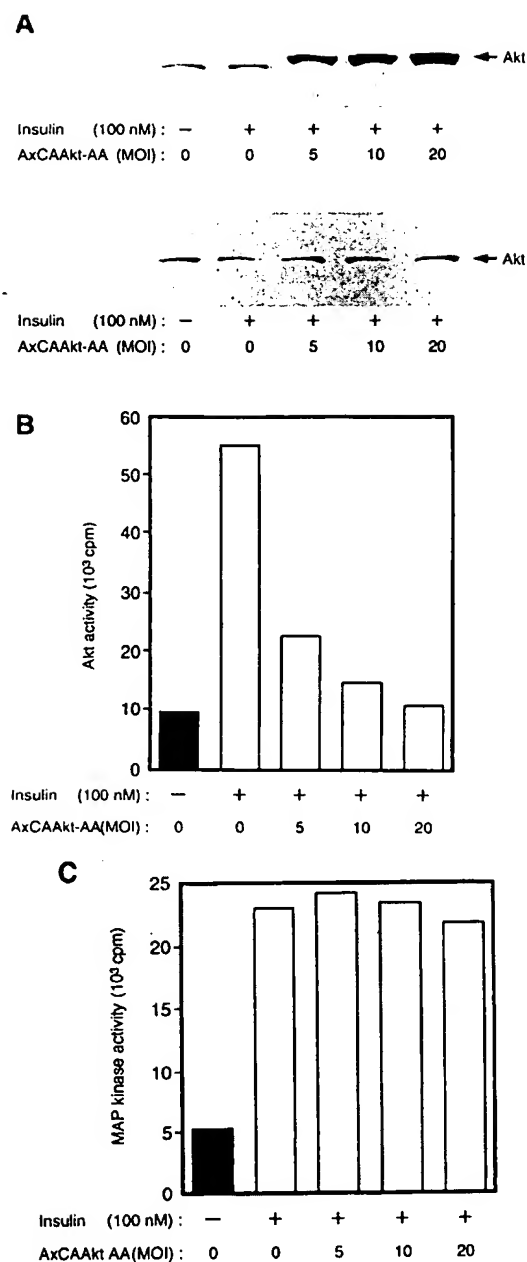 A
Akt
Insulin (100 nM) : − + + + +
AxCAAkt-AA (MOI) : 0 0 5 10 20
Akt
Insulin (100 nM) : − + + + +
AxCAAkt-AA (MOI) : 0 0 5 10 20
B
60
50
40
30
20
10
0
Akt activity (10³ cpm)
Insulin (100 nM) : − + + + +
AxCAAkt-AA(MOI) : 0 0 5 10 20
C
25
20
15
10
5
0
MAP kinase activity (10³ cpm)
Insulin (100 nM) : − + + + +
AxCAAkt AA(MOI) : 0 0 5 10 20